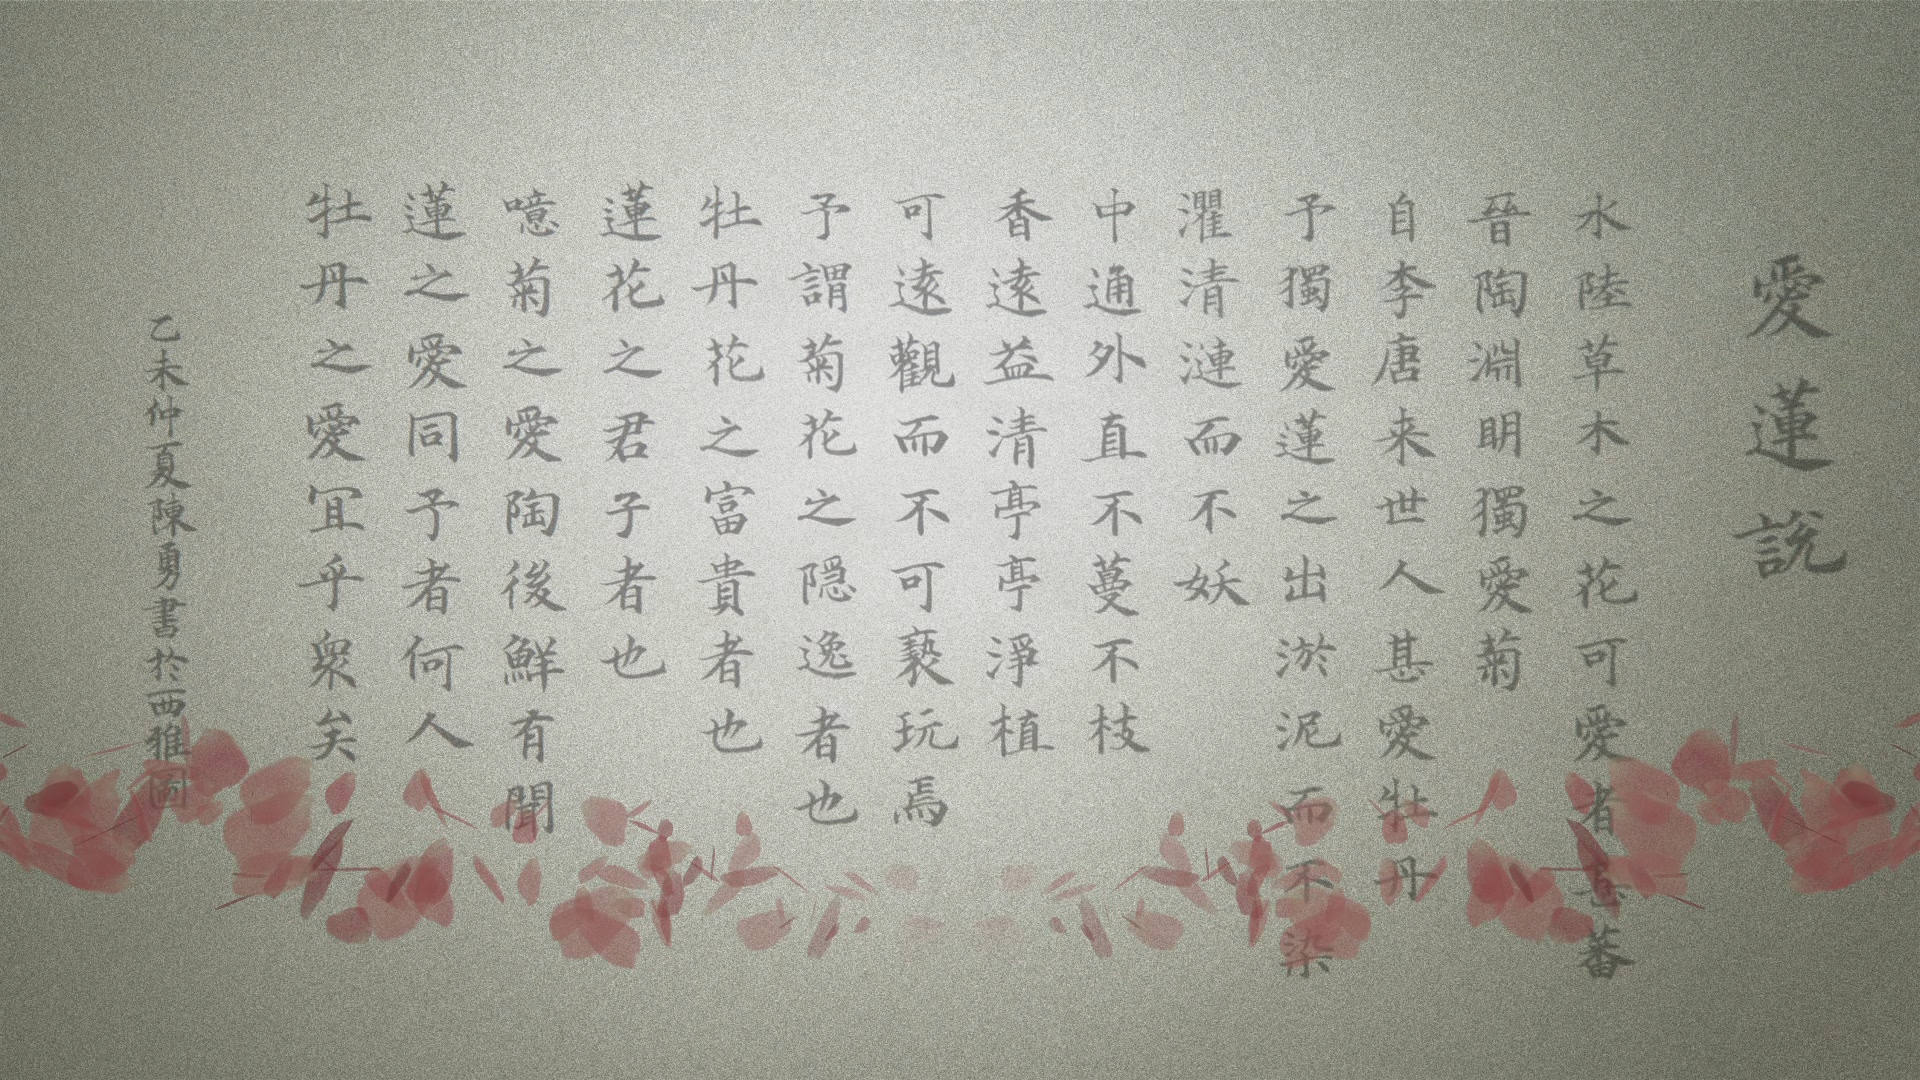 愛蓮説
水陸草木之花可愛者甚蕃
晉陶淵明獨愛菊
自李唐来世人甚愛牡丹
予獨愛蓮之出淤泥而不染
濯清漣而不妖
中通外直不蔓不枝
香遠益清亭亭淨植
可遠觀而不可褻玩焉
予謂菊花之隠逸者也
牡丹花之富貴者也
蓮花之君子者也
噫菊之愛陶後鮮有聞
蓮之愛同予者何人
牡丹之愛冝乎衆矣
乙未仲夏陳勇書於西雅圖